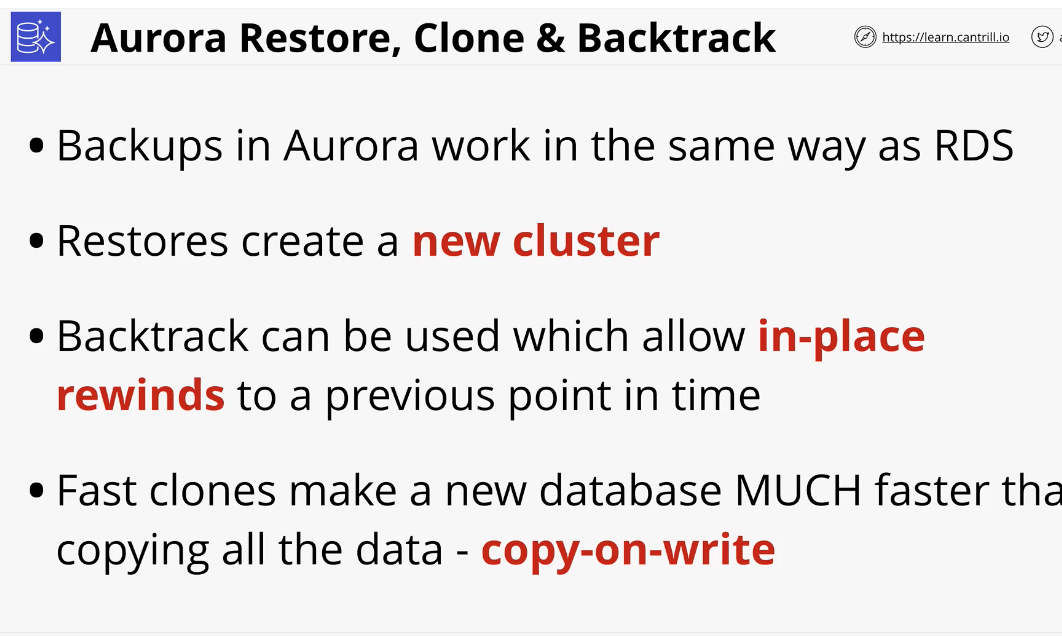 Aurora Restore, Clone & Backtrack
https://learn.cantrill.io
• Backups in Aurora work in the same way as RDS
• Restores create a new cluster
• Backtrack can be used which allow in-place
rewinds to a previous point in time
• Fast clones make a new database MUCH faster
copying all the data - copy-on-write